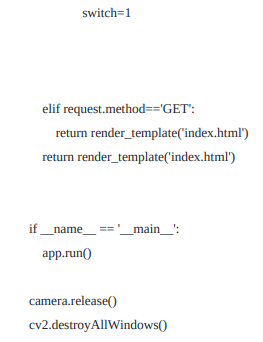 switch=1
elif request.method=='GET':
return render_template('index.html')
return render_template('index.html')
if __name__ == '__main__':
app.run()
camera.release()
cv2.destroyAllWindows()